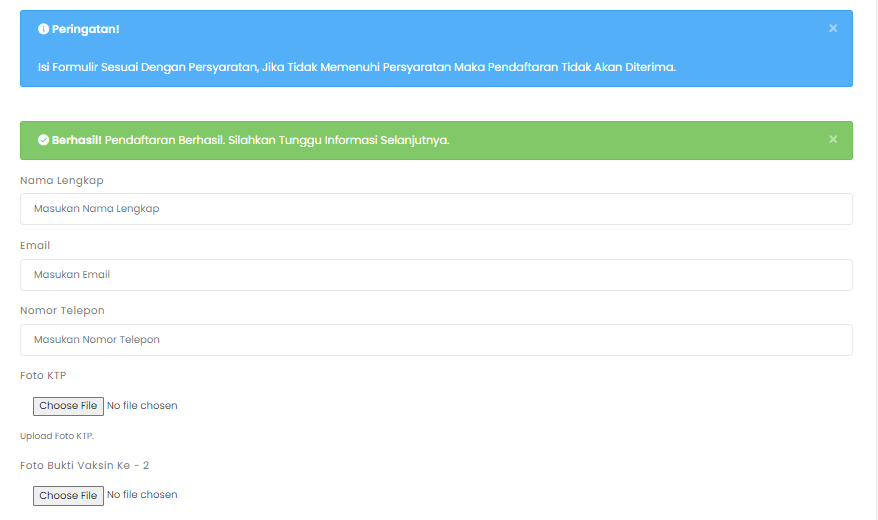 Peringatan!
Isi Formulir Sesuai Dengan Persyaratan, Jika Tidak Memenuhi Persyaratan Maka Pendaftaran Tidak Akan Diterima.
Berhasil! Pendaftaran Berhasil. Silahkan Tunggu Informasi Selanjutnya.
Nama Lengkap
Masukan Nama Lengkap
Email
Masukan Email
Nomor Telepon
Masukan Nomor Telepon
Foto KTP
Choose File No file chosen
Upload Foto KTP.
Foto Bukti Vaksin Ke - 2
Choose File No file chosen